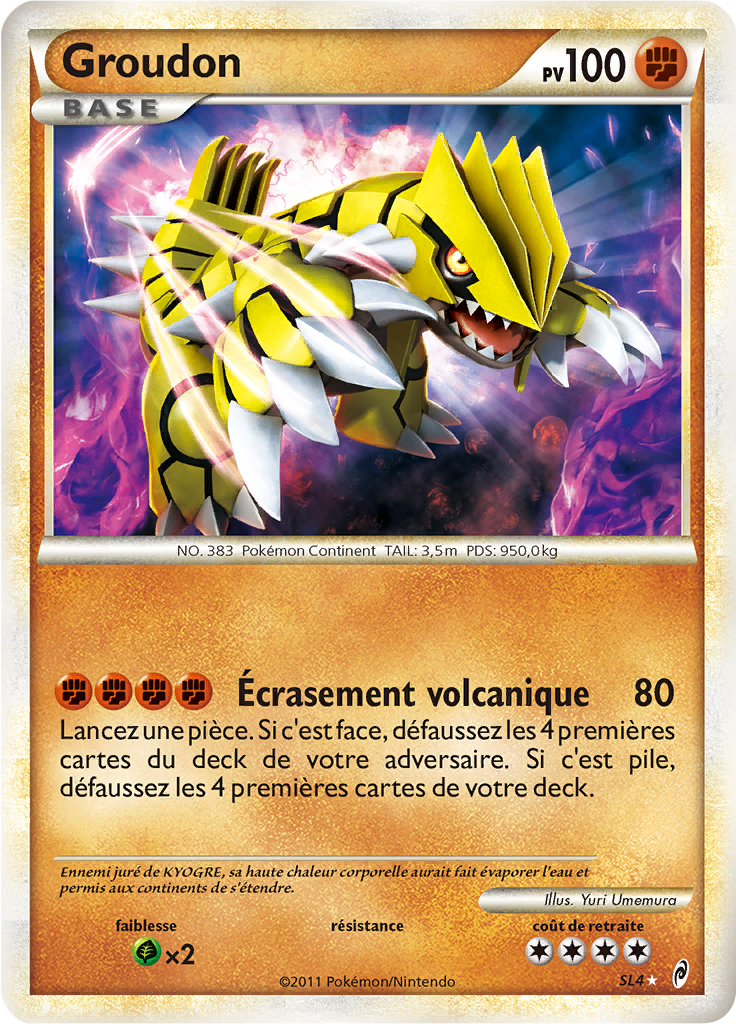 Groudon
PV100
BASE
NO. 383 Pokémon Continent TAIL: 3,5m PDS: 950,0kg
Écrasement volcanique 80
Lancez une pièce. Si c'est face, défaussez les 4 premières
cartes du deck de votre adversaire. Si c'est pile,
défaussez les 4 premières cartes de votre deck.
Ennemi juré de KYOGRE, sa haute chaleur corporelle aurait fait évaporer l'eau et
permis aux continents de s'étendre.
Illus. Yuri Umemura
faiblesse résistance coût de retraite
×2
©2011 Pokémon/Nintendo SL4